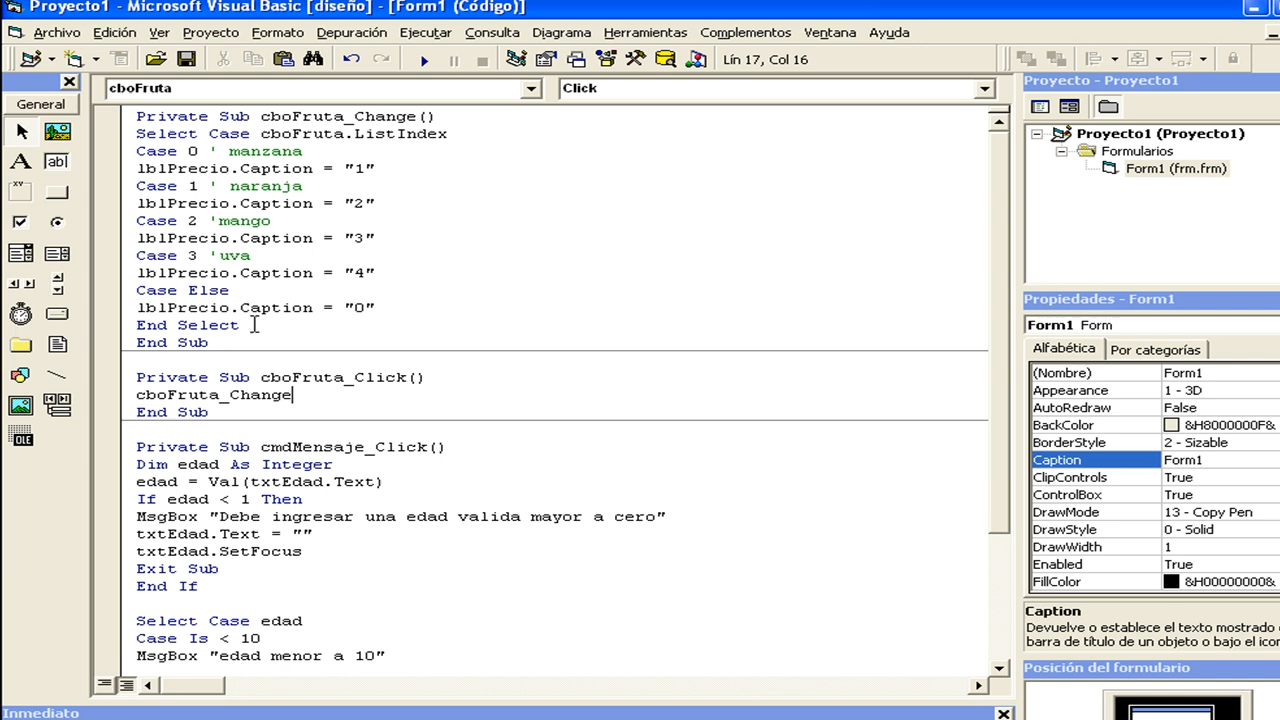 Proyecto1 - Microsoft Visual Basic [diseño] - [Form1 (Código)]
Archivo Edición Ver Proyecto Formato Depuración Ejecutar Consulta Diagrama Herramientas Complementos Ventana Ayuda
Lín 17, Col 16
General
cboFruta
Click
Private Sub cboFruta_Change()
Select Case cboFruta.ListIndex
Case 0 ' manzana
lblPrecio.Caption = "1"
Case 1 ' naranja
lblPrecio.Caption = "2"
Case 2 'mango
lblPrecio.Caption = "3"
Case 3 'uva
lblPrecio.Caption = "4"
Case Else
lblPrecio.Caption = "0"
End Select
End Sub
Private Sub cboFruta_Click()
cboFruta_Change
End Sub
Private Sub cmdMensaje_Click()
Dim edad As Integer
edad = Val(txtEdad.Text)
If edad < 1 Then
MsgBox "Debe ingresar una edad valida mayor a cero"
txtEdad.Text = ""
txtEdad.SetFocus
Exit Sub
End If
Select Case edad
Case Is < 10
MsgBox "edad menor a 10"
Inmediato
Proyecto - Proyecto1
Proyecto1 (Proyecto1)
Formularios
Form1 (frm.frm)
Propiedades - Form1
Form1 Form
Alfabética Por categorías
(Nombre) Form1
Appearance 1 - 3D
AutoRedraw False
BackColor &H8000000F&
BorderStyle 2 - Sizable
Caption Form1
ClipControls True
ControlBox True
DrawMode 13 - Copy Pen
DrawStyle 0 - Solid
DrawWidth 1
Enabled True
FillColor &H00000000&
Caption
Devuelve o establece el texto mostrado
barra de título de un objeto o bajo el icon
Posición del formulario